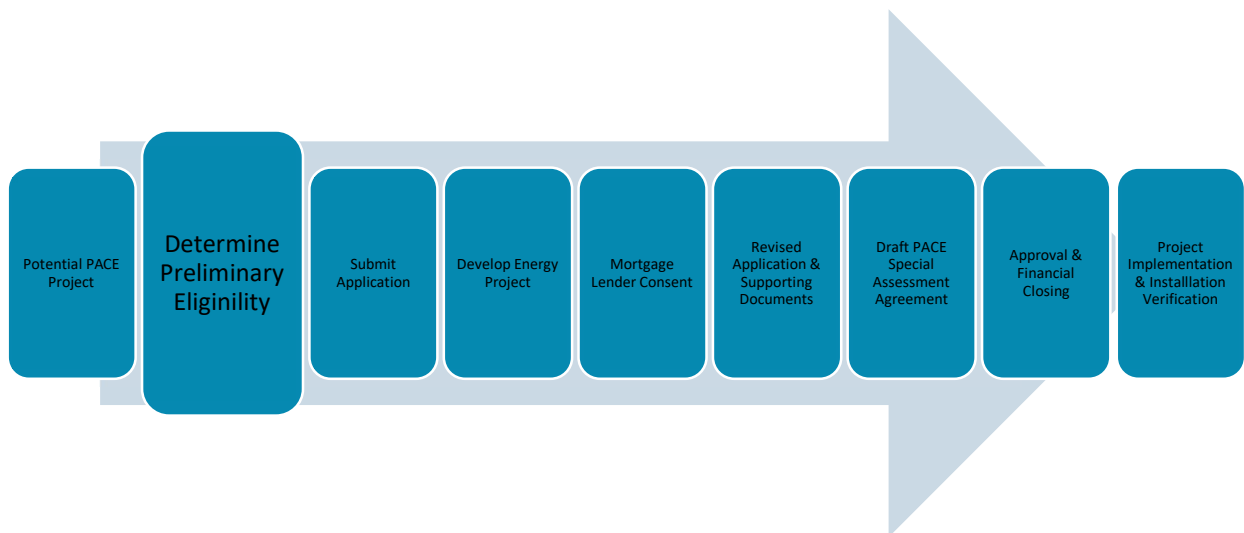 Potential PACE
Project
Determine
Preliminary
Eliginility
Submit
Application
Develop Energy
Project
Mortgage
Lender Consent
Revised
Application &
Supporting
Documents
Draft PACE
Special
Assessment
Agreement
Approval &
Financial
Closing
Project
Implementation
& Installlation
Verification